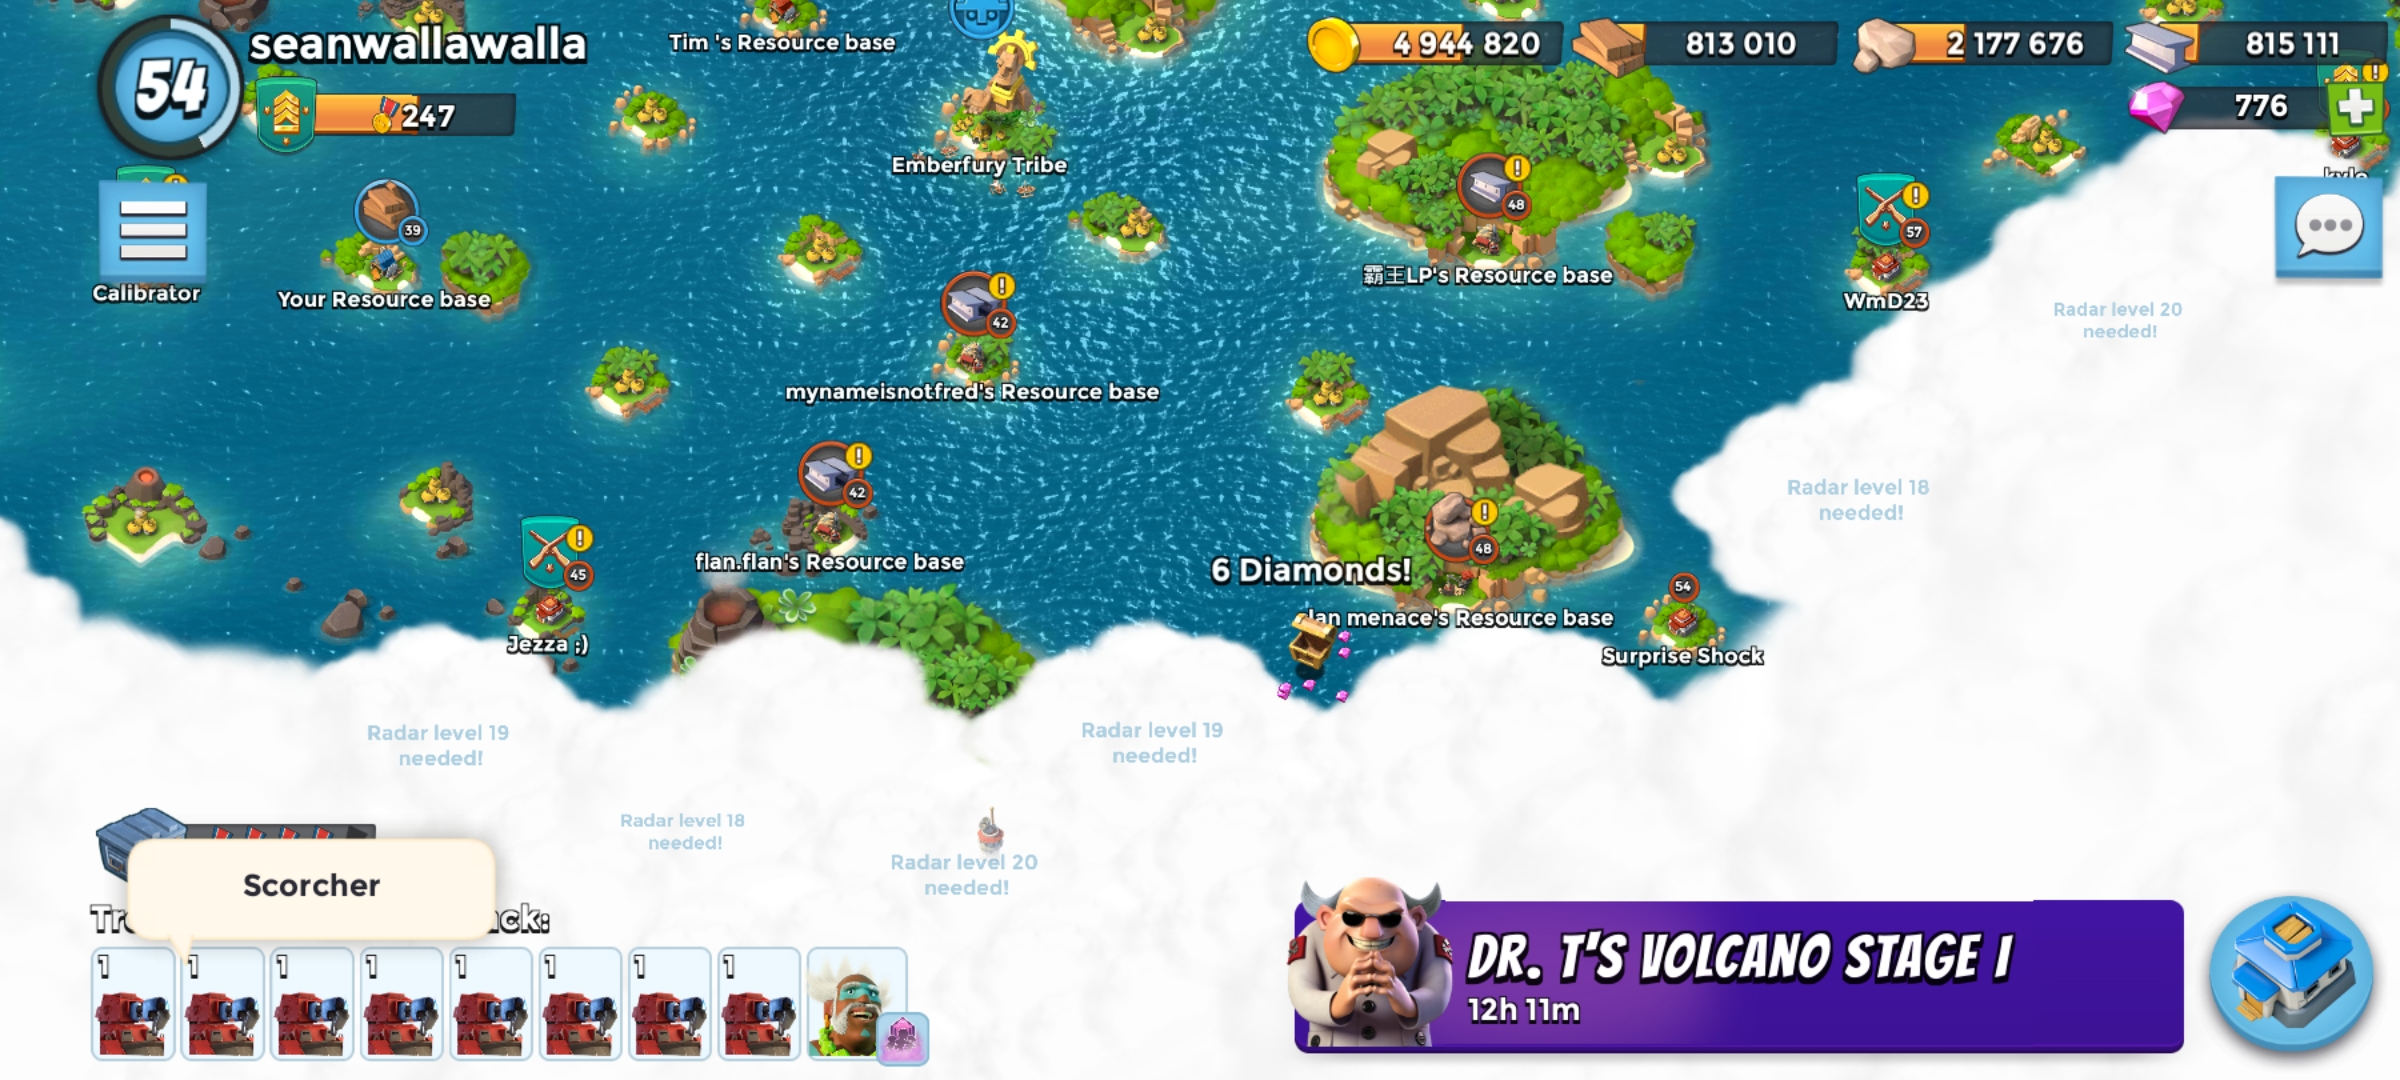 54
seanwallawalla
247
Tim 's Resource base
4 944 820
813 010
2 177 676
815 111
776
Emberfury Tribe
Calibrator
39
Your Resource base
48
霸王LP's Resource base
57
WmD23
kyle
Radar level 20
needed!
42
mynameisnotfred's Resource base
42
flan.flan's Resource base
45
Jezza ;)
48
6 Diamonds!
menace's Resource base
54
Surprise Shock
Radar level 18
needed!
Radar level 19
needed!
Radar level 19
needed!
Radar level 18
needed!
Radar level 20
needed!
Scorcher
1
1
1
1
1
1
1
1
DR. T'S VOLCANO STAGE I
12h 11m